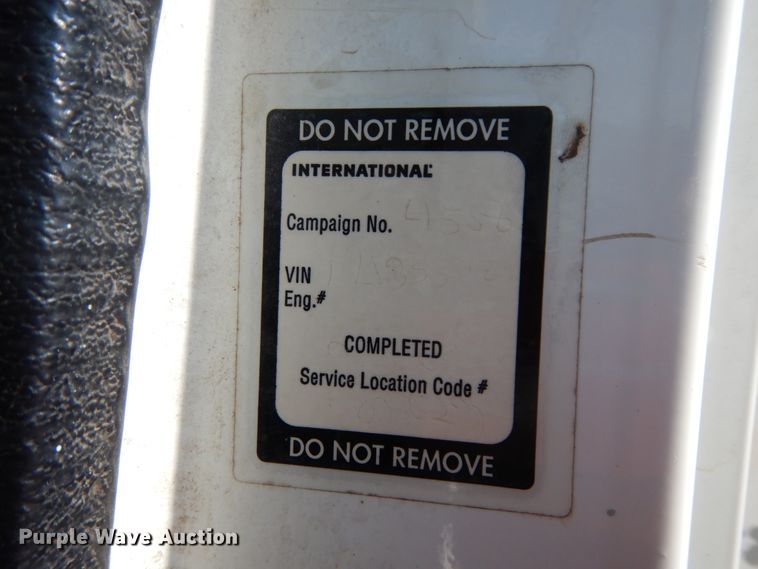 DO NOT REMOVE
INTERNATIONAL
Campaign No.
VIN
Eng.#
COMPLETED
Service Location Code #
DO NOT REMOVE
Purple Wave Auction